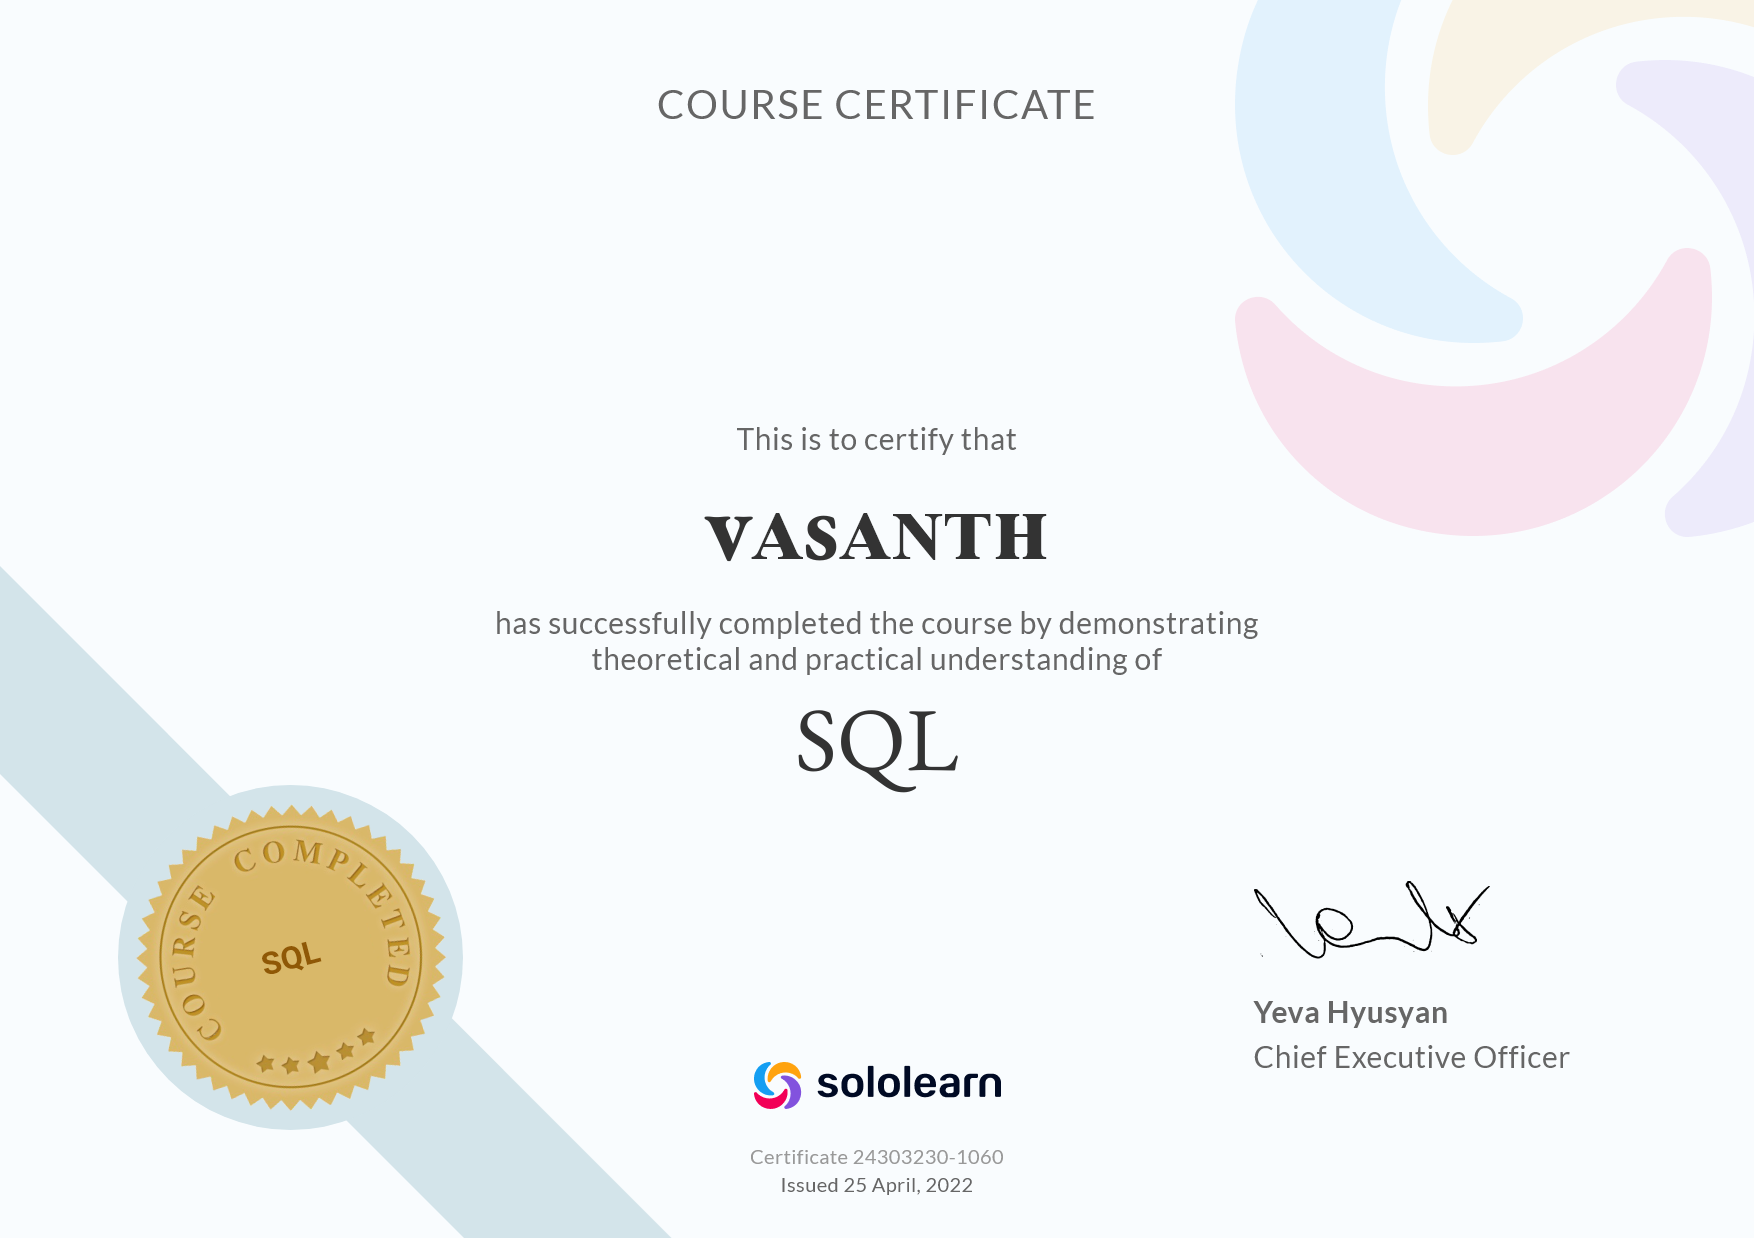 COURSE CERTIFICATE
This is to certify that
VASANTH
has successfully completed the course by demonstrating
theoretical and practical understanding of
SQL
COURSE COMPLETED
SQL
Yeva Hyusyan
Chief Executive Officer
sololearn
Certificate 24303230-1060
Issued 25 April, 2022